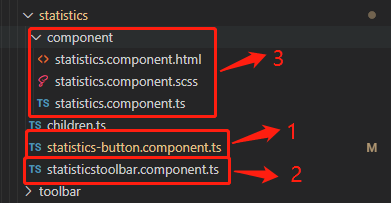 statistics
component
<> statistics.component.html
statistics.component.scss
TS statistics.component.ts
3
TS children.ts
TS statistics-button.component.ts M
1
TS statisticstoolbar.component.ts
2
toolbar